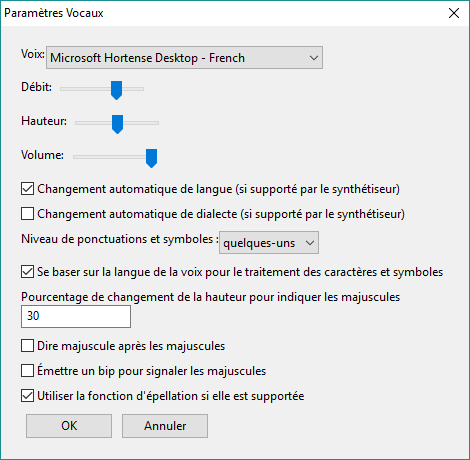 Paramètres Vocaux
Voix: Microsoft Hortense Desktop - French
Débit:
Hauteur:
Volume:
Changement automatique de langue (si supporté par le synthétiseur)
Changement automatique de dialecte (si supporté par le synthétiseur)
Niveau de ponctuations et symboles : quelques-uns
Se baser sur la langue de la voix pour le traitement des caractères et symboles
Pourcentage de changement de la hauteur pour indiquer les majuscules
30
Dire majuscule après les majuscules
Émettre un bip pour signaler les majuscules
Utiliser la fonction d'épellation si elle est supportée
OK Annuler